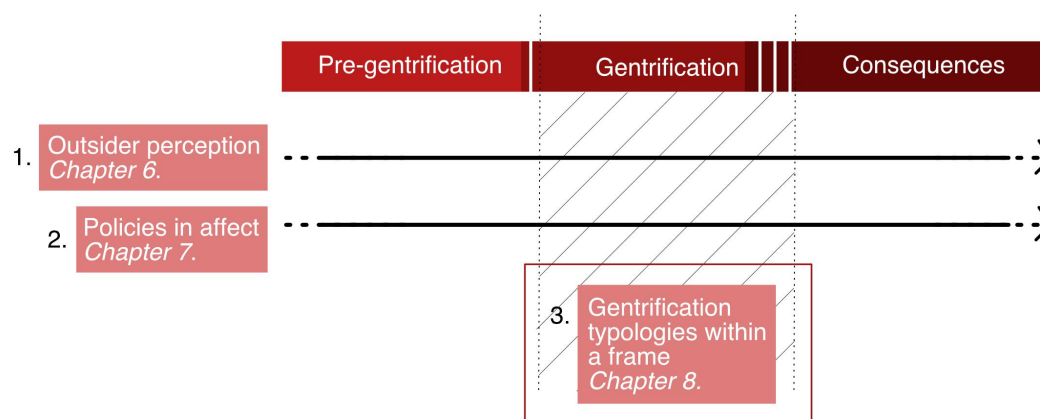 Pre-gentrification
Gentrification
Consequences
1.
Outsider perception
Chapter 6.
2.
Policies in affect
Chapter 7.
3.
Gentrification
typologies within
a frame
Chapter 8.